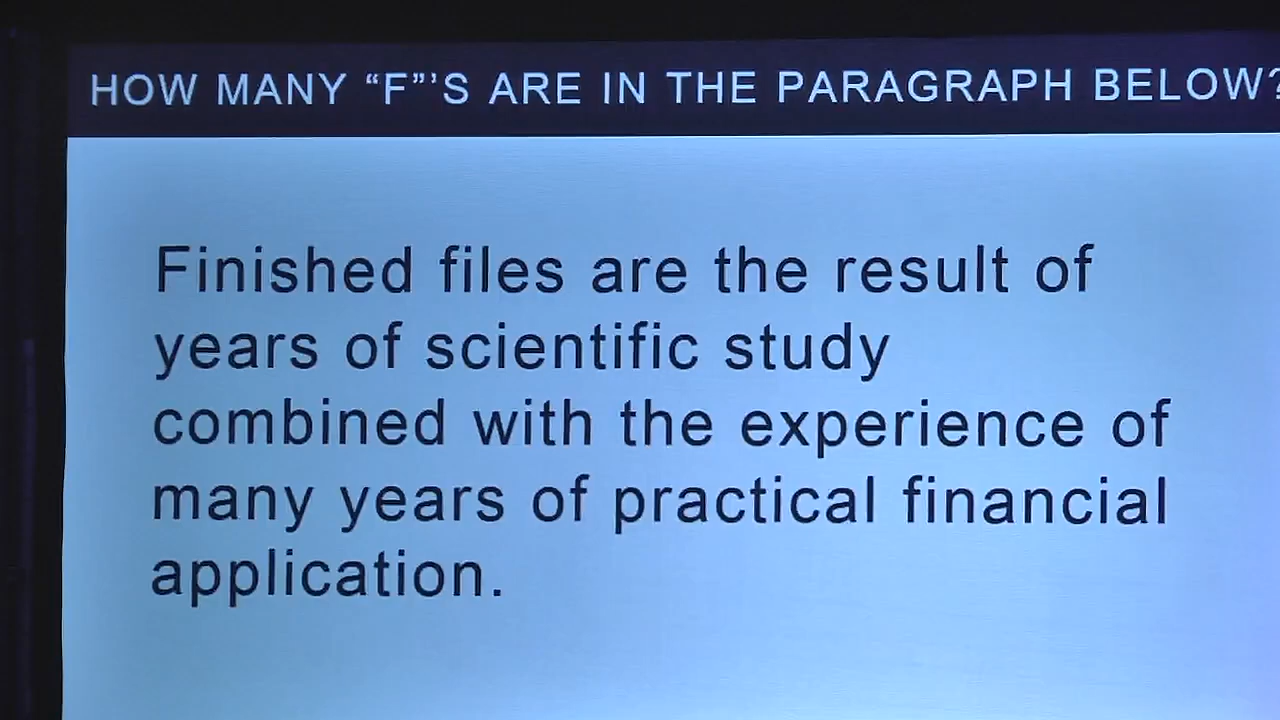 HOW MANY “F”’S ARE IN THE PARAGRAPH BELOW?
Finished files are the result of
years of scientific study
combined with the experience of
many years of practical financial
application.